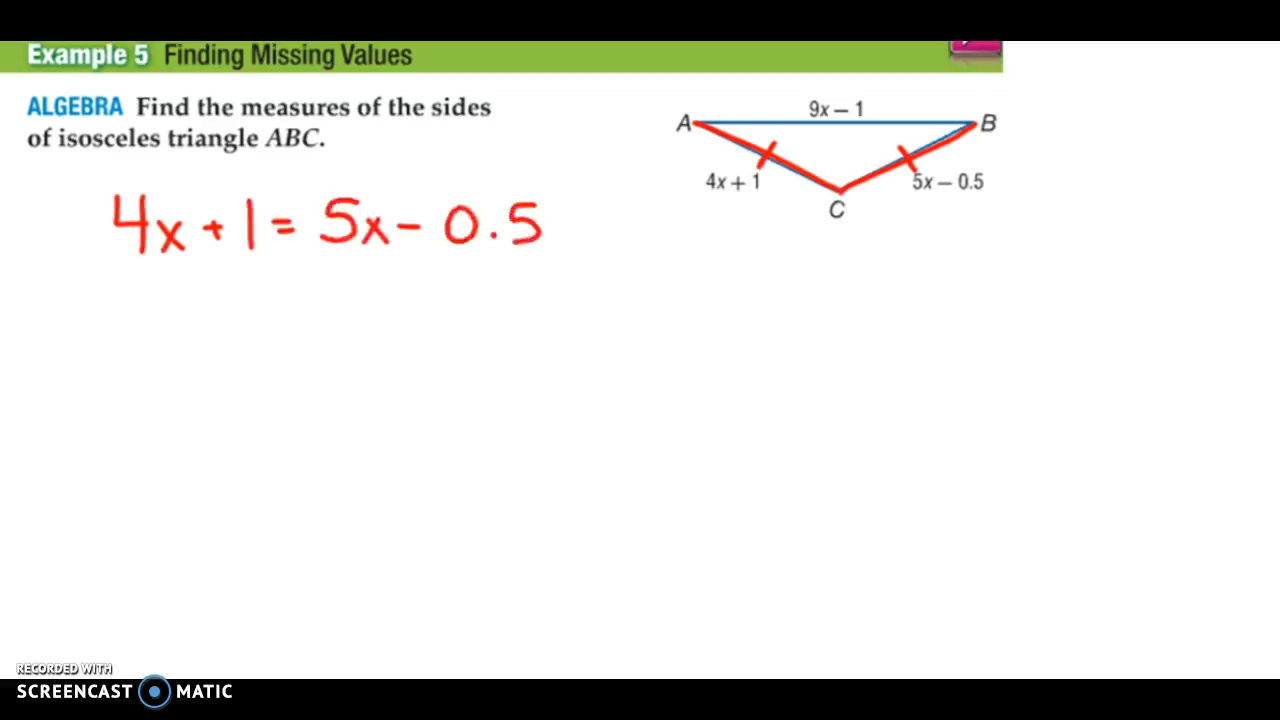 Example 5 Finding Missing Values
ALGEBRA Find the measures of the sides
of isosceles triangle ABC.
9x – 1
A
B
4x + 1
5x – 0.5
C
4x + 1 = 5x – 0.5
RECORDED WITH
SCREENCAST MATIC